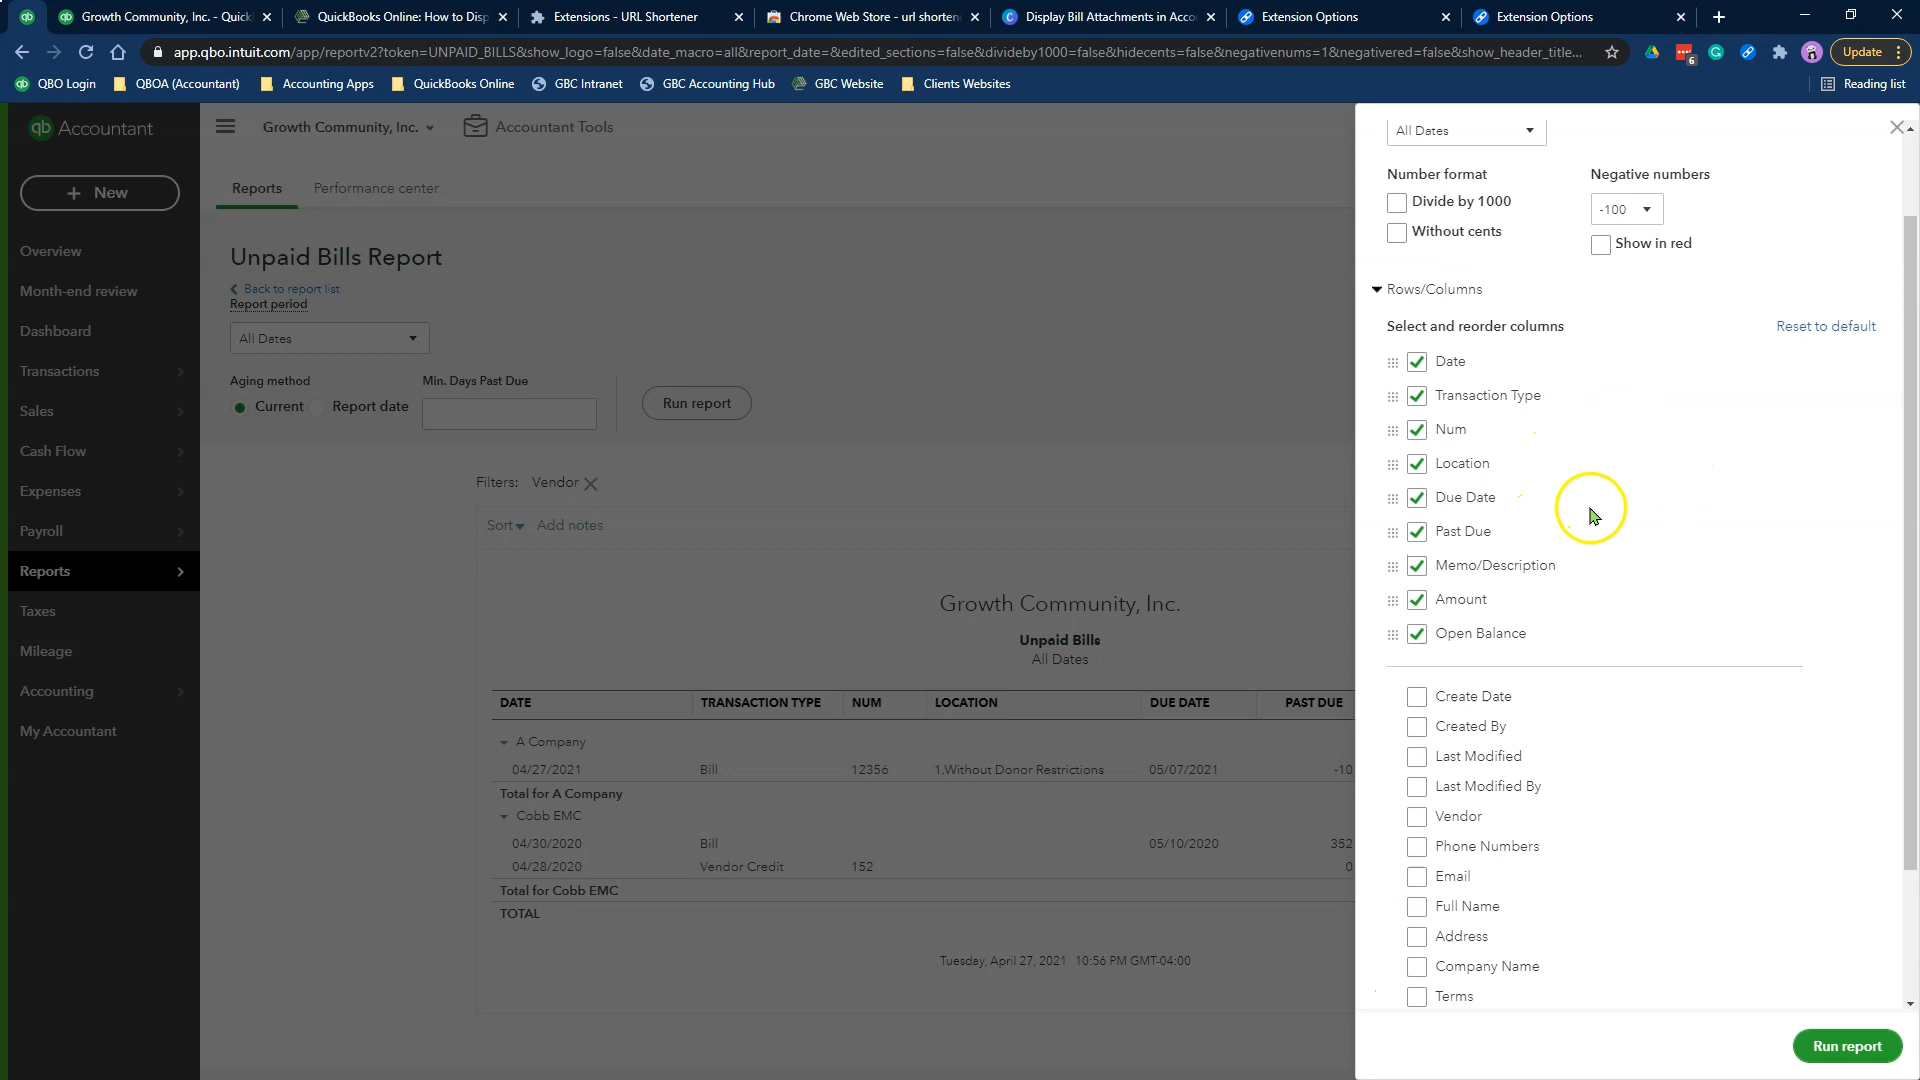 Growth Community, Inc. - Quick
QuickBooks Online: How to Disp
Extensions - URL Shortener
Chrome Web Store - url shortene
Display Bill Attachments in Acco
Extension Options
Extension Options
app.qbo.intuit.com/app/reportv2?token=UNPAID_BILLS&show_logo=false&date_macro=all&report_date=&edited_sections=false&divideby1000=false&hidecents=false&negativenums=1&negativered=false&show_header_title...
6
Update
QBO Login
QBOA (Accountant)
Accounting Apps
QuickBooks Online
GBC Intranet
GBC Accounting Hub
GBC Website
Clients Websites
Reading list
qb Accountant
Growth Community, Inc.
Accountant Tools
+ New
Overview
Month-end review
Dashboard
Transactions
Sales
Cash Flow
Expenses
Payroll
Reports
Taxes
Mileage
Accounting
My Accountant
Reports
Performance center
Unpaid Bills Report
Back to report list
Report period
All Dates
Aging method
Min. Days Past Due
Current
Report date
Run report
Filters: Vendor
Sort
Add notes
Growth Community, Inc.
Unpaid Bills
All Dates
DATE TRANSACTION TYPE NUM LOCATION DUE DATE PAST DUE
A Company
04/27/2021 Bill 12356 1.Without Donor Restrictions 05/07/2021 -10
Total for A Company
Cobb EMC
04/30/2020 Bill 05/10/2020 352
04/28/2020 Vendor Credit 152 0
Total for Cobb EMC
TOTAL
Tuesday, April 27, 2021 10:56 PM GMT-04:00
All Dates
Number format
Negative numbers
Divide by 1000
-100
Without cents
Show in red
Rows/Columns
Select and reorder columns
Reset to default
Date
Transaction Type
Num
Location
Due Date
Past Due
Memo/Description
Amount
Open Balance
Create Date
Created By
Last Modified
Last Modified By
Vendor
Phone Numbers
Email
Full Name
Address
Company Name
Terms
Run report